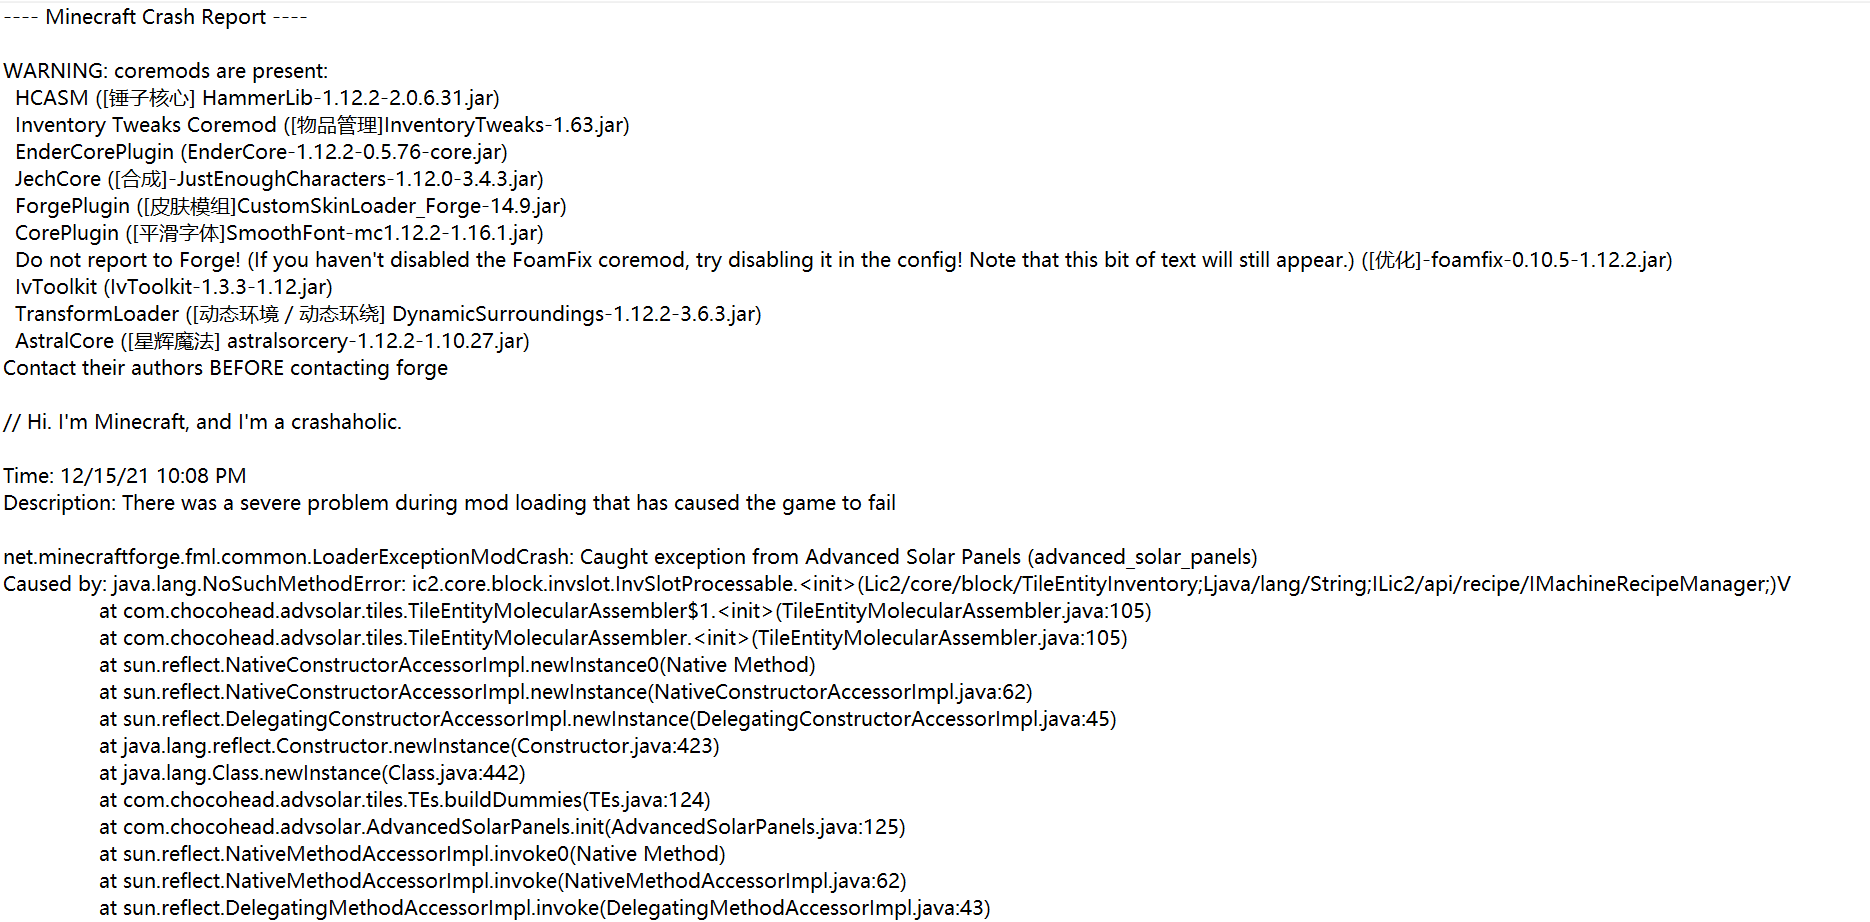 ---- Minecraft Crash Report ----
WARNING: coremods are present:
HCASM ([锤子核心] HammerLib-1.12.2-2.0.6.31.jar)
Inventory Tweaks Coremod ([物品管理]InventoryTweaks-1.63.jar)
EnderCorePlugin (EnderCore-1.12.2-0.5.76-core.jar)
JechCore ([合成]-JustEnoughCharacters-1.12.0-3.4.3.jar)
ForgePlugin ([皮肤模组]CustomSkinLoader_Forge-14.9.jar)
CorePlugin ([平滑字体]SmoothFont-mc1.12.2-1.16.1.jar)
Do not report to Forge! (If you haven't disabled the FoamFix coremod, try disabling it in the config! Note that this bit of text will still appear.) ([优化]-foamfix-0.10.5-1.12.2.jar)
IvToolkit (IvToolkit-1.3.3-1.12.jar)
TransformLoader ([动态环境 / 动态环绕] DynamicSurroundings-1.12.2-3.6.3.jar)
AstralCore ([星辉魔法] astralsorcery-1.12.2-1.10.27.jar)
Contact their authors BEFORE contacting forge
// Hi. I'm Minecraft, and I'm a crashaholic.
Time: 12/15/21 10:08 PM
Description: There was a severe problem during mod loading that has caused the game to fail
net.minecraftforge.fml.common.LoaderExceptionModCrash: Caught exception from Advanced Solar Panels (advanced_solar_panels)
Caused by: java.lang.NoSuchMethodError: ic2.core.block.invslot.InvSlotProcessable.<init>(Lic2/core/block/TileEntityInventory;Ljava/lang/String;ILic2/api/recipe/IMachineRecipeManager;)V
at com.chocohead.advsolar.tiles.TileEntityMolecularAssembler$1.<init>(TileEntityMolecularAssembler.java:105)
at com.chocohead.advsolar.tiles.TileEntityMolecularAssembler.<init>(TileEntityMolecularAssembler.java:105)
at sun.reflect.NativeConstructorAccessorImpl.newInstance0(Native Method)
at sun.reflect.NativeConstructorAccessorImpl.newInstance(NativeConstructorAccessorImpl.java:62)
at sun.reflect.DelegatingConstructorAccessorImpl.newInstance(DelegatingConstructorAccessorImpl.java:45)
at java.lang.reflect.Constructor.newInstance(Constructor.java:423)
at java.lang.Class.newInstance(Class.java:442)
at com.chocohead.advsolar.tiles.TEs.buildDummies(TEs.java:124)
at com.chocohead.advsolar.AdvancedSolarPanels.init(AdvancedSolarPanels.java:125)
at sun.reflect.NativeMethodAccessorImpl.invoke0(Native Method)
at sun.reflect.NativeMethodAccessorImpl.invoke(NativeMethodAccessorImpl.java:62)
at sun.reflect.DelegatingMethodAccessorImpl.invoke(DelegatingMethodAccessorImpl.java:43)